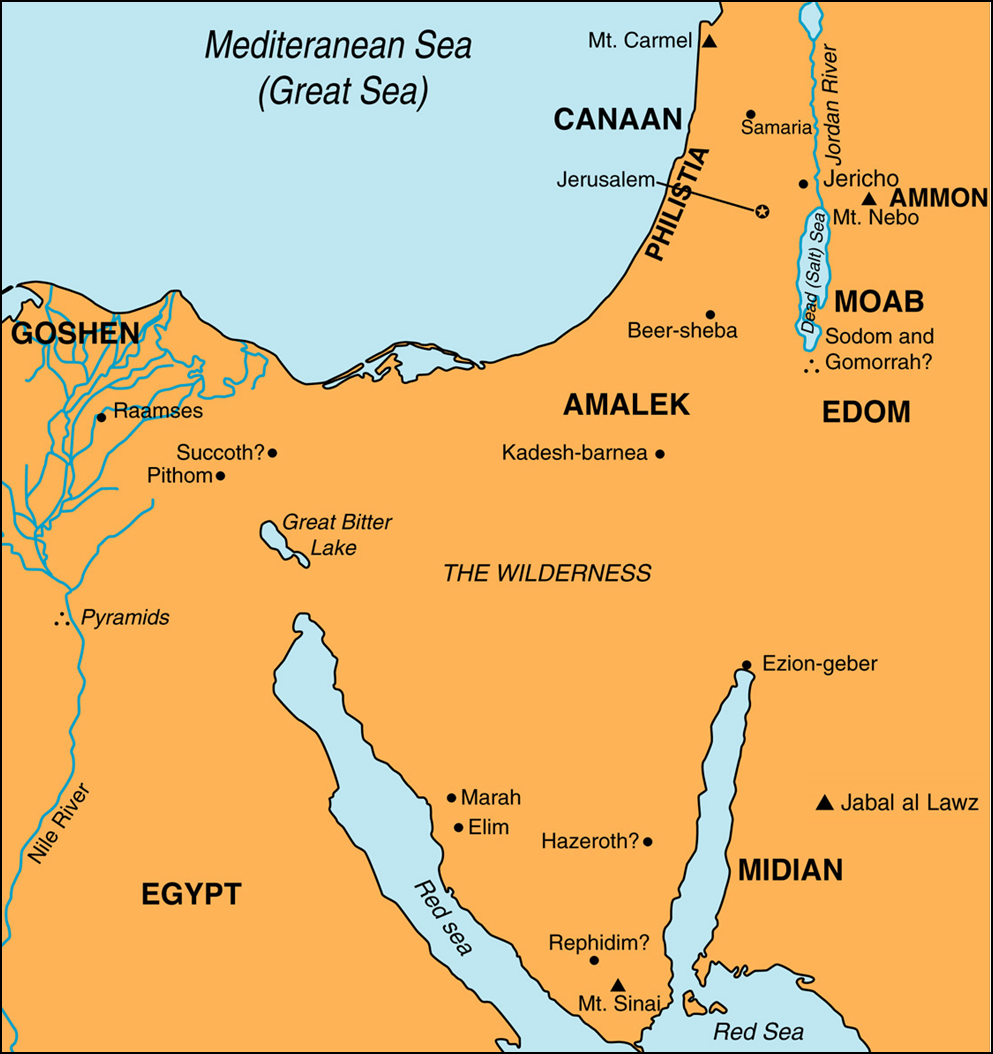 Mediteranean Sea
(Great Sea)
Mt. Carmel
CANAAN
Samaria
Jordan River
Jerusalem
PHILISTIA
Jericho
AMMON
Mt. Nebo
Dead (Salt) Sea
MOAB
Beer-sheba
Sodom and
Gomorrah?
GOSHEN
AMALEK
EDOM
Raamses
Succoth?
Pithom
Kadesh-barnea
Great Bitter
Lake
THE WILDERNESS
Pyramids
Ezion-geber
Nile River
Marah
Elim
Jabal al Lawz
Hazeroth?
MIDIAN
EGYPT
Red sea
Rephidim?
Mt. Sinai
Red Sea